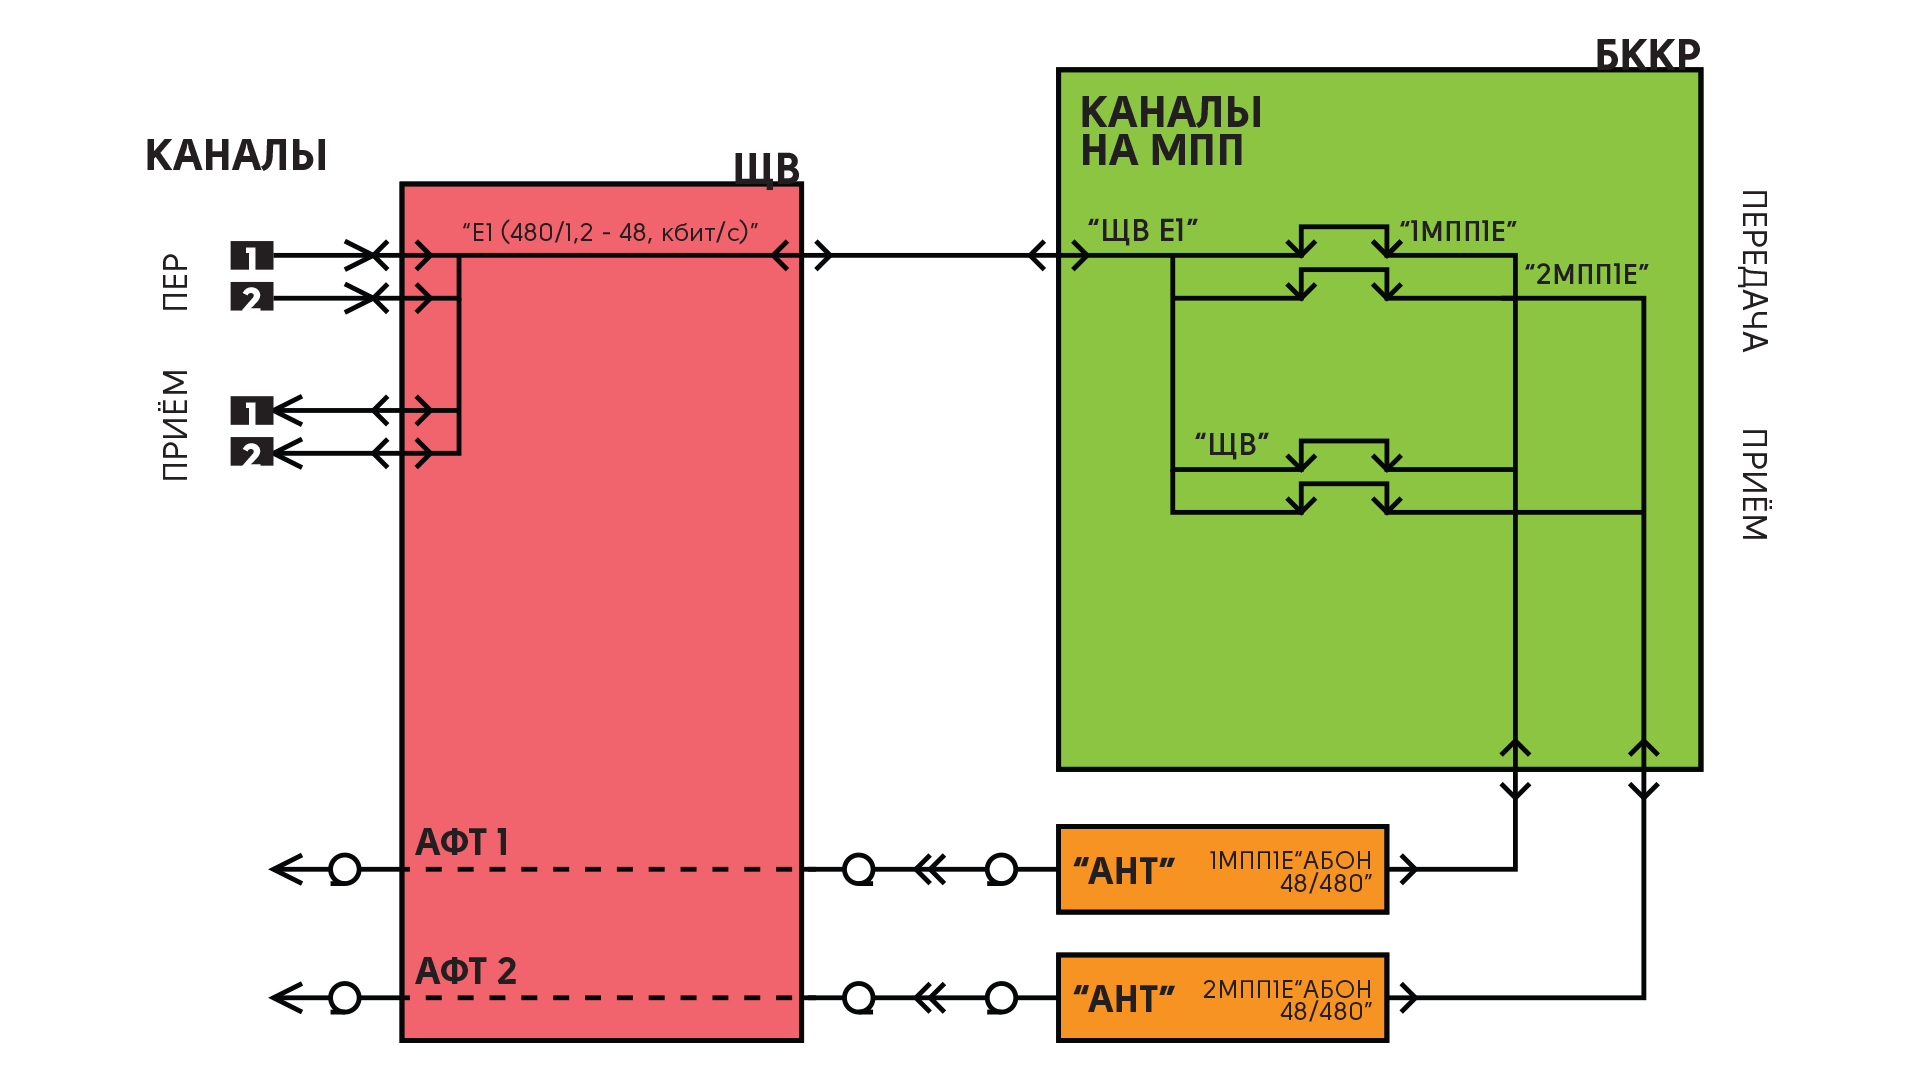 БККР
КАНАЛЫ
НА МПП
КАНАЛЫ
ЩВ
ПЕР
1
2
“Е1 (480/1,2 - 48, кбит/с)”
“ЩВ Е1”
“1МПП1Е”
“2МПП1Е”
ПЕРЕДАЧА
ПРИЁМ
1
2
“ЩВ”
ПРИЁМ
АФТ 1
“АНТ”
1МПП1Е“АБОН
48/480”
АФТ 2
“АНТ”
2МПП1Е“АБОН
48/480”